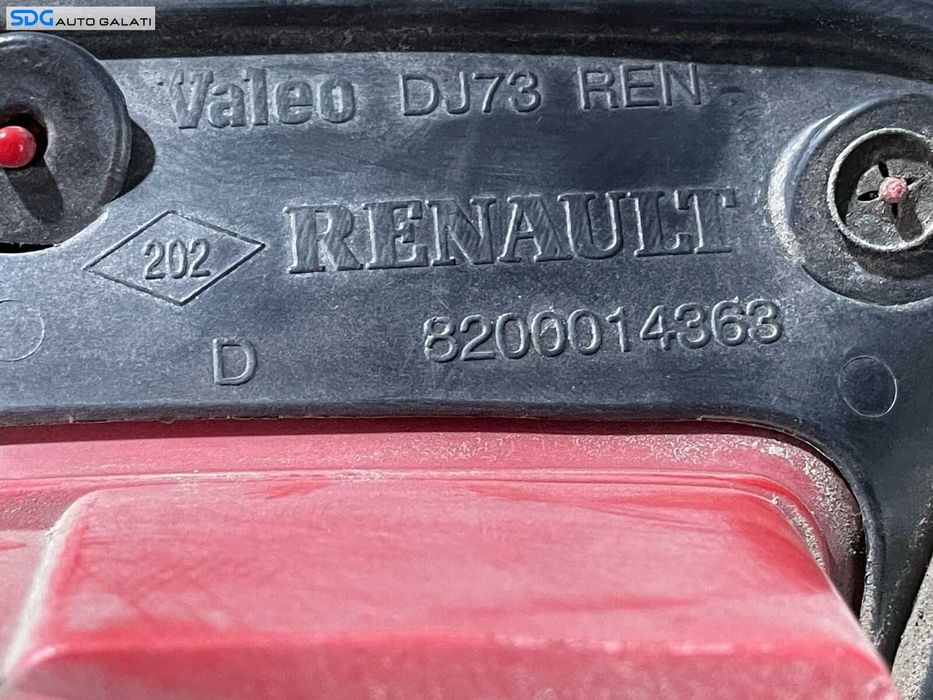 SDG AUTO GALATI
Valeo DJ73 REN
202 RENAULT
D 8200014363